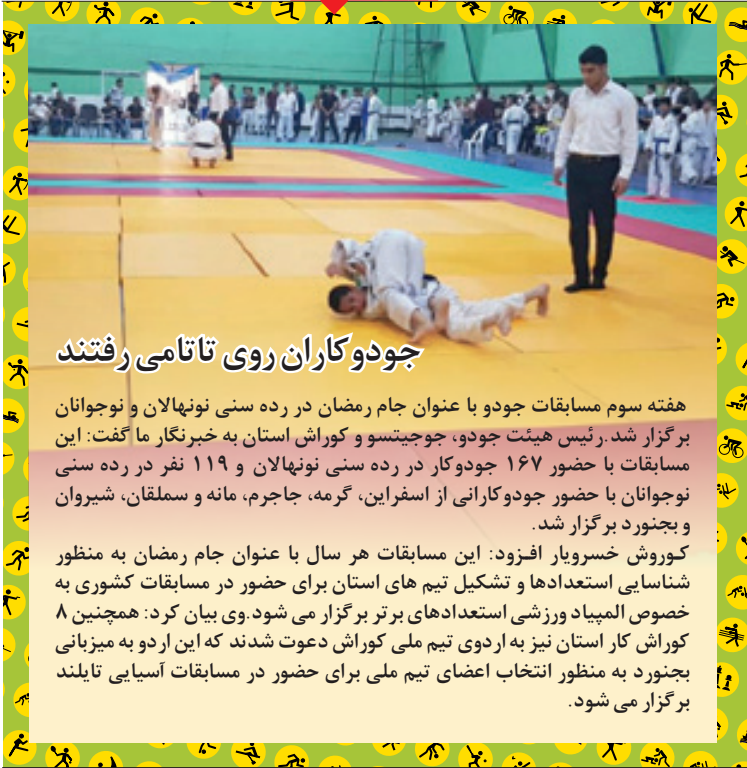 جودوکاران روی تاتامی رفتند
هفته سوم مسابقات جودو با عنوان جام رمضان در رده سنی نونهالان و نوجوانان
برگزار شد.رئیس هیئت جودو، جوجیتسو و کوراش استان به خبرنگار ما گفت: این
مسابقات با حضور ۱۶۷ جودوکار در رده سنی نونهالان و ۱۱۹ نفر در رده سنی
نوجوانان با حضور جودوکارانی از اسفراین، گرمه، جاجرم، مانه و سملقان، شیروان
و بجنورد برگزار شد.
کوروش خسرویار افزود: این مسابقات هر سال با عنوان جام رمضان به منظور
شناسایی استعدادها و تشکیل تیم های استان برای حضور در مسابقات کشوری به
خصوص المپیاد ورزشی استعدادهای برتر برگزار می شود.وی بیان کرد: همچنین ۸
کوراش کار استان نیز به اردوی تیم ملی کوراش دعوت شدند که این اردو به میزبانی
بجنورد به منظور انتخاب اعضای تیم ملی برای حضور در مسابقات آسیایی تایلند
برگزار می شود.